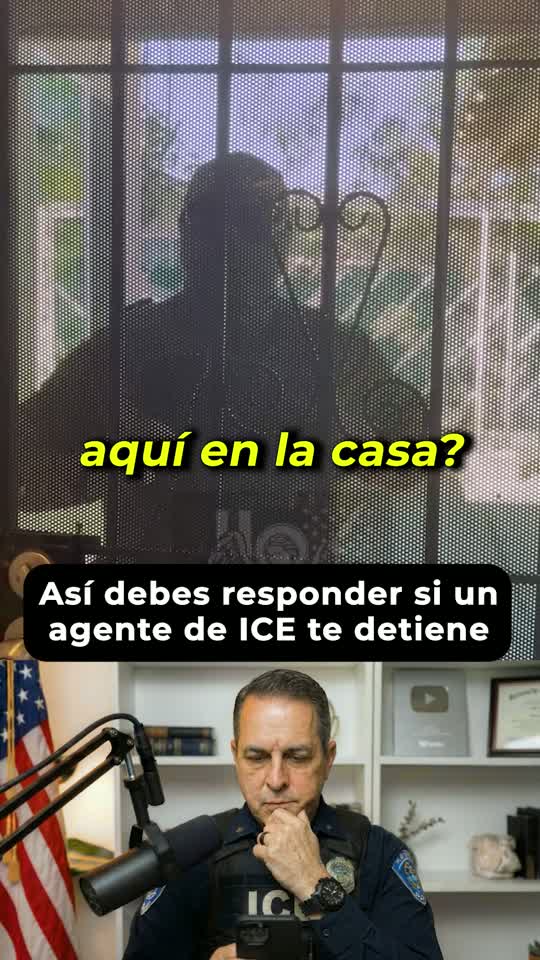 aquí en la casa?
Así debes responder si un
agente de ICE te detiene
ICE